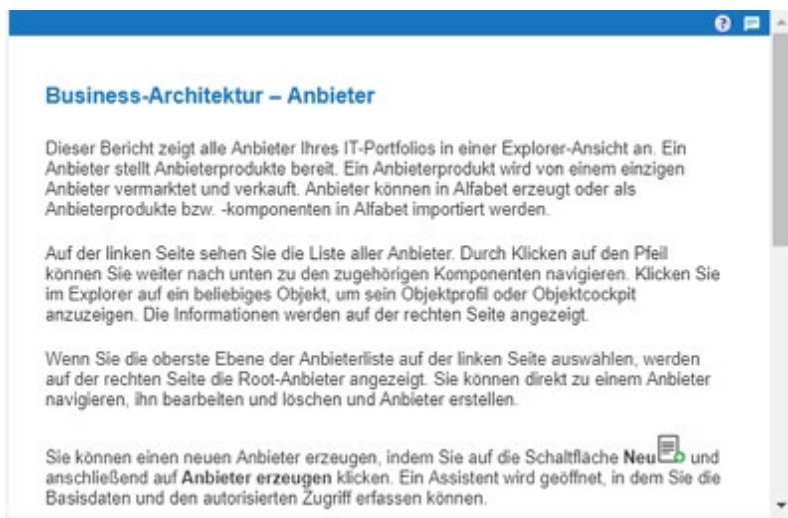 Business-Architektur – Anbieter
Dieser Bericht zeigt alle Anbieter Ihres IT-Portfolios in einer Explorer-Ansicht an. Ein
Anbieter stellt Anbieterprodukte bereit. Ein Anbieterprodukt wird von einem einzigen
Anbieter vermarktet und verkauft. Anbieter können in Alfabet erzeugt oder als
Anbieterprodukte bzw. -komponenten in Alfabet importiert werden.
Auf der linken Seite sehen Sie die Liste aller Anbieter. Durch Klicken auf den Pfeil
können Sie weiter nach unten zu den zugehörigen Komponenten navigieren. Klicken Sie
im Explorer auf ein beliebiges Objekt, um sein Objektprofil oder Objektcockpit
anzuzeigen. Die Informationen werden auf der rechten Seite angezeigt.
Wenn Sie die oberste Ebene der Anbieterliste auf der linken Seite auswählen, werden
auf der rechten Seite die Root-Anbieter angezeigt. Sie können direkt zu einem Anbieter
navigieren, ihn bearbeiten und löschen und Anbieter erstellen.
Sie können einen neuen Anbieter erzeugen, indem Sie auf die Schaltfläche Neu und
anschließend auf Anbieter erzeugen klicken. Ein Assistent wird geöffnet, in dem Sie die
Basisdaten und den autorisierten Zugriff erfassen können.